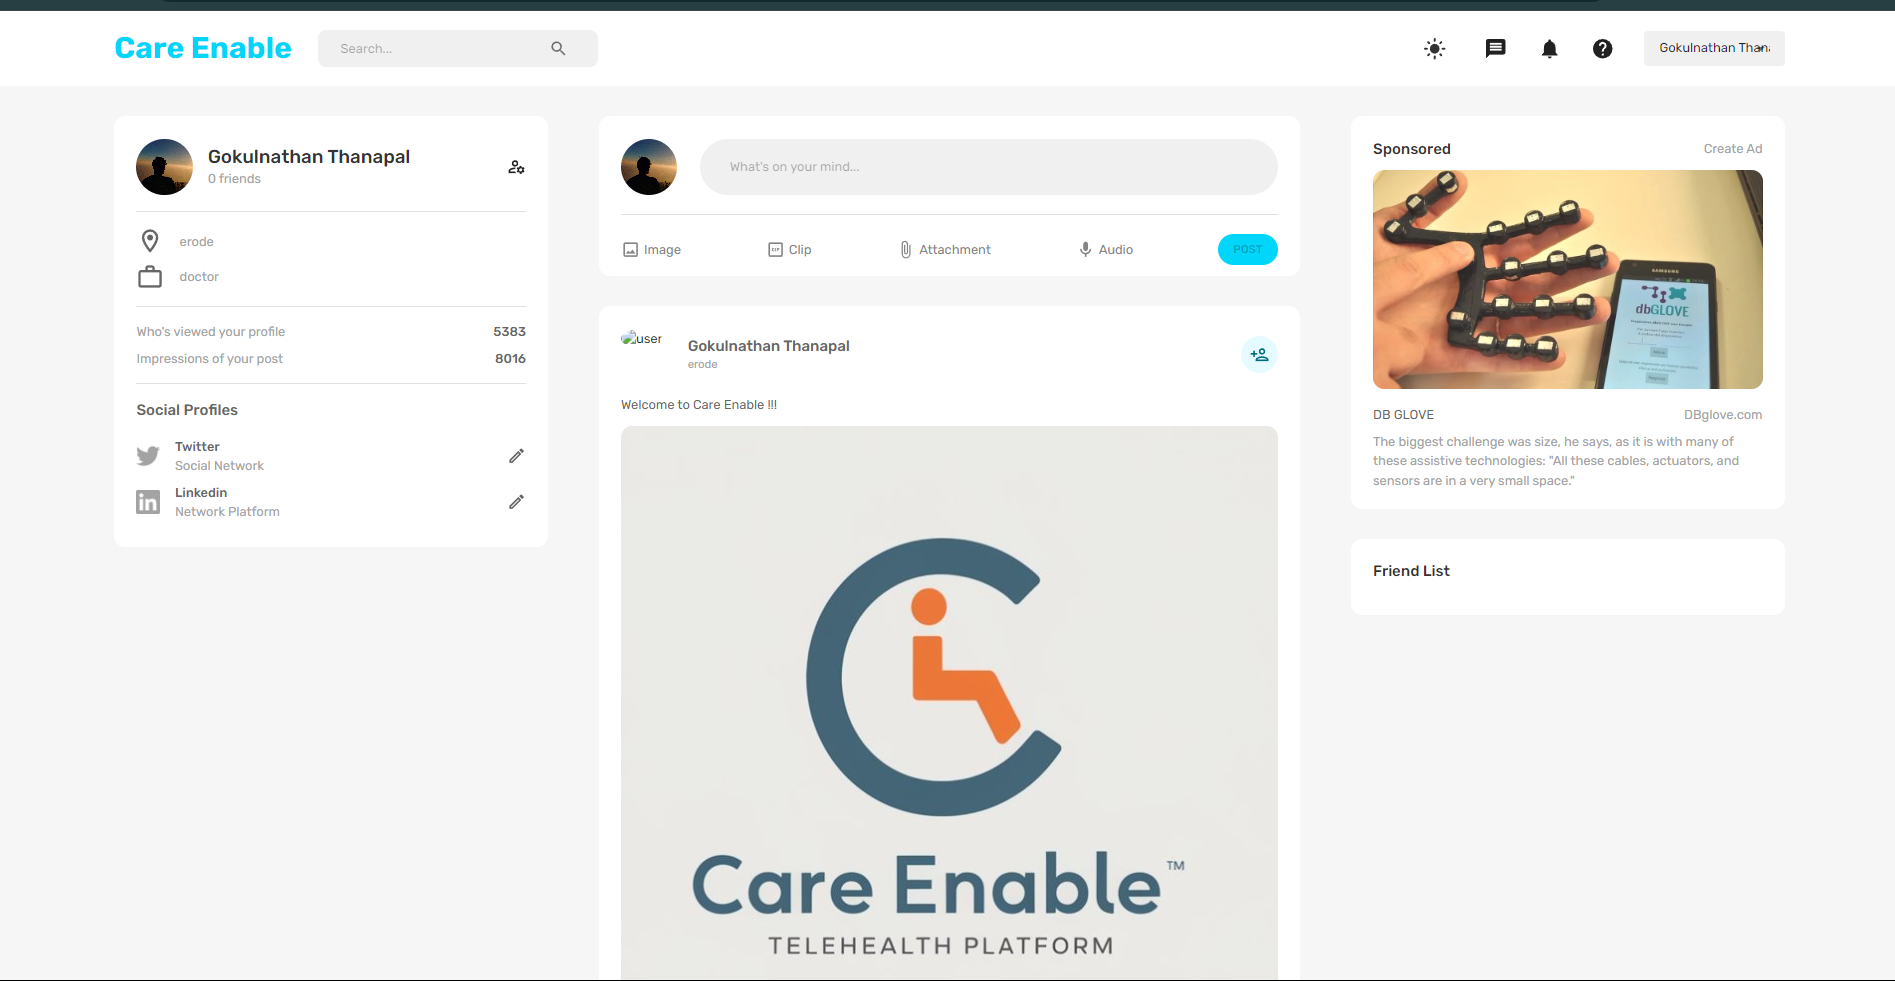 Care Enable
Search...
Gokulnathan Thana
Gokulnathan Thanapal
0 friends
erode
doctor
Who's viewed your profile 5383
Impressions of your post 8016
Social Profiles
Twitter
Social Network
Linkedin
Network Platform
What's on your mind...
Image Clip Attachment Audio POST
user
Gokulnathan Thanapal
erode
Welcome to Care Enable !!!
Care Enable™
TELEHEALTH PLATFORM
Sponsored Create Ad
SAMSUNG
dbGLOVE
DB GLOVE DBglove.com
The biggest challenge was size, he says, as it is with many of
these assistive technologies: "All these cables, actuators, and
sensors are in a very small space."
Friend List